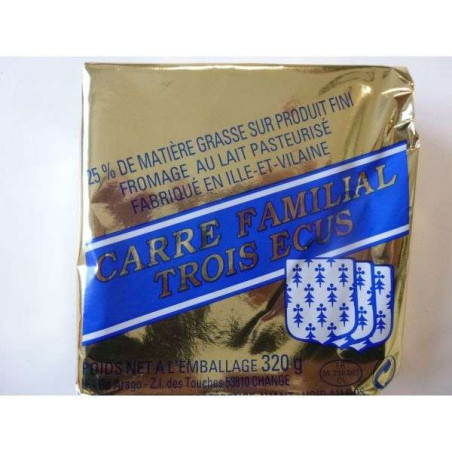 25% DE MATIÈRE GRASSE SUR PRODUIT FINI
FROMAGE AU LAIT PASTEURISÉ
FABRIQUÉ EN ILLE-ET-VILAINE
CARRE FAMILIAL
TROIS ECUS
POIDS NET A L'EMBALLAGE 320 g
Arago - Z.I. des Touches 53810 CHANGE